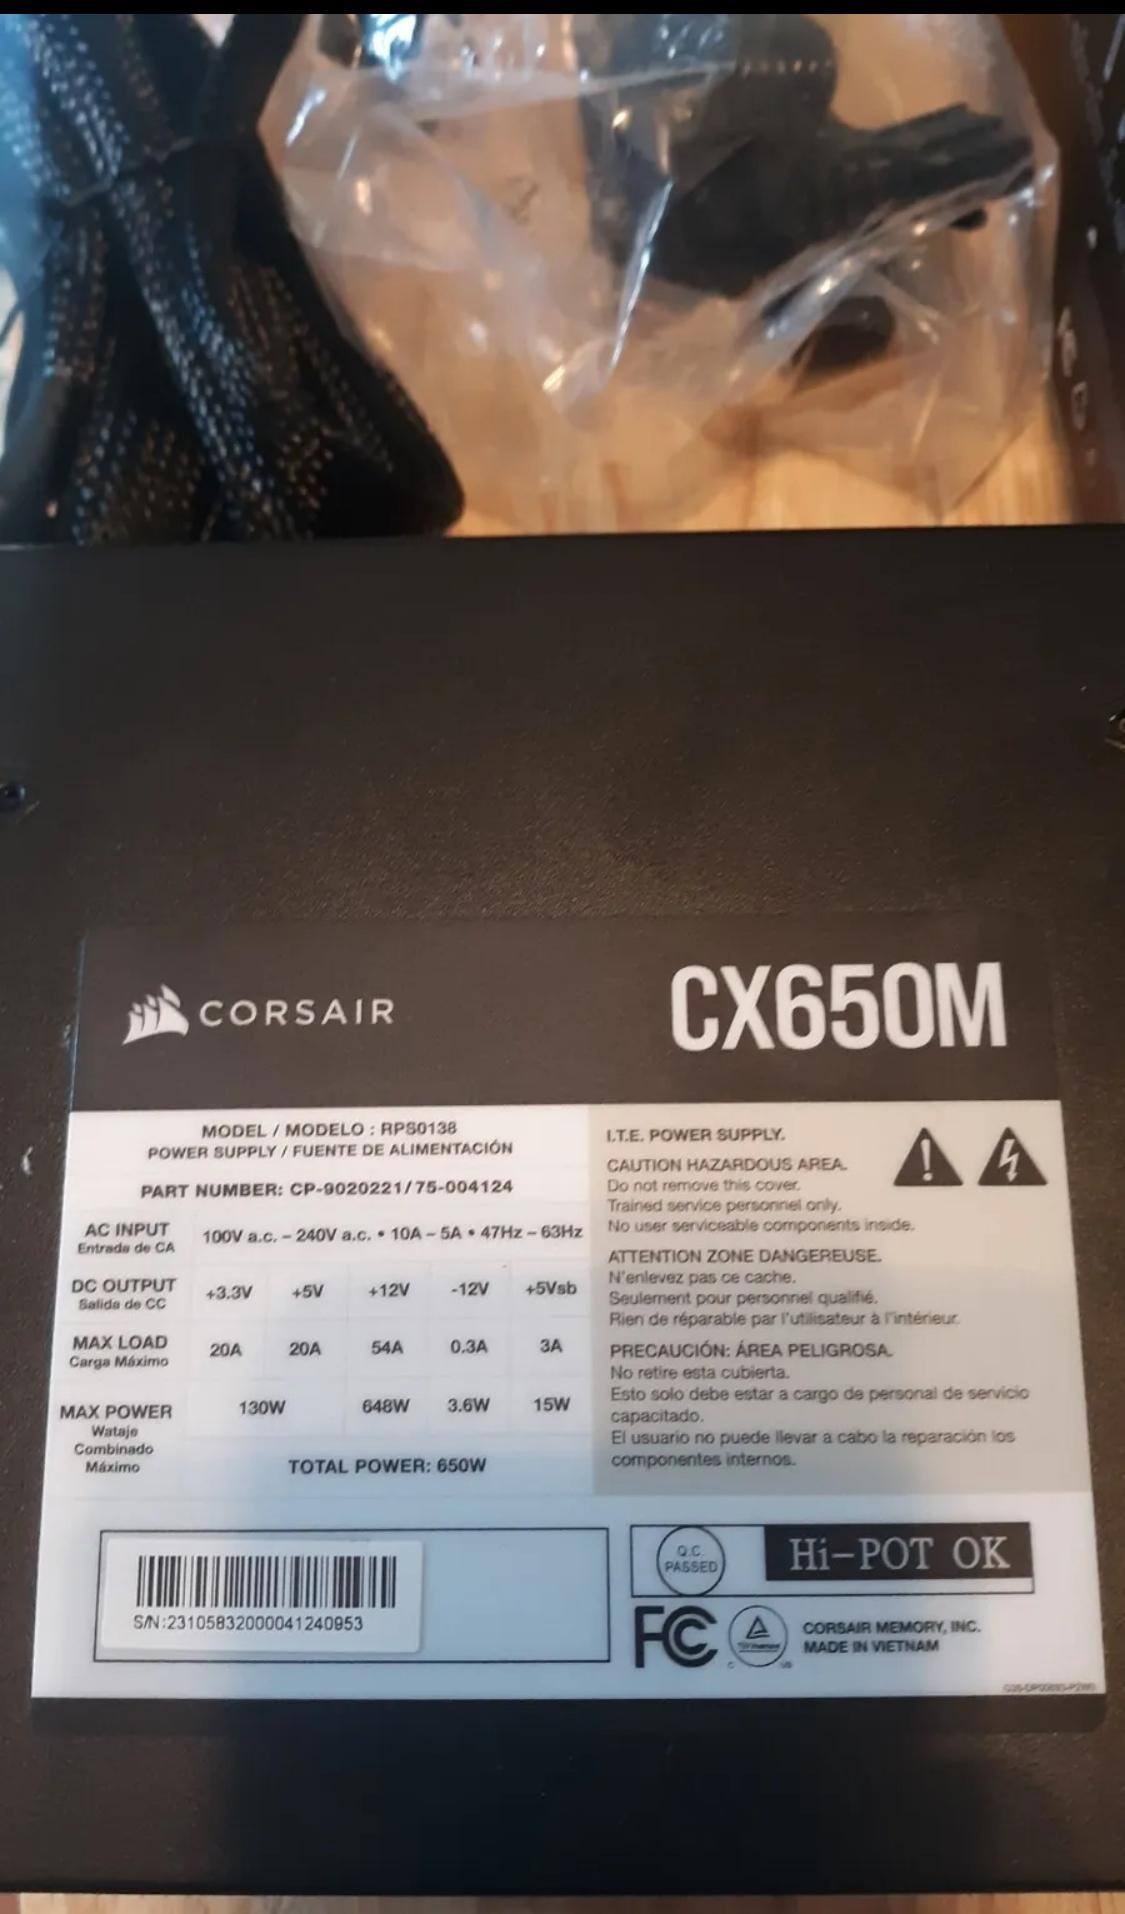 CORSAIR
CX650M
MODEL / MODELO : RPS0138
POWER SUPPLY / FUENTE DE ALIMENTACIÓN
PART NUMBER: CP-9020221/75-004124
AC INPUT 100V a.c. – 240V a.c. • 10A – 5A • 47Hz – 63Hz
Entrada de CA
DC OUTPUT +3.3V +5V +12V -12V +5Vsb
Salida de CC
MAX LOAD 20A 20A 54A 0.3A 3A
Carga Máximo
MAX POWER 130W 648W 3.6W 15W
Wataje
Combinado
Máximo
TOTAL POWER: 650W
I.T.E. POWER SUPPLY.
CAUTION HAZARDOUS AREA.
Do not remove this cover.
Trained service personnel only.
No user serviceable components inside.
ATTENTION ZONE DANGEREUSE.
N'enlevez pas ce cache.
Seulement pour personnel qualifié.
Rien de réparable par l'utilisateur à l'intérieur.
PRECAUCIÓN: ÁREA PELIGROSA.
No retire esta cubierta.
Esto solo debe estar a cargo de personal de servicio
capacitado.
El usuario no puede llevar a cabo la reparación los
componentes internos.
S/N:23105832000041240953
Q.C.
PASSED
Hi-POT OK
FC
C US
CORSAIR MEMORY, INC.
MADE IN VIETNAM